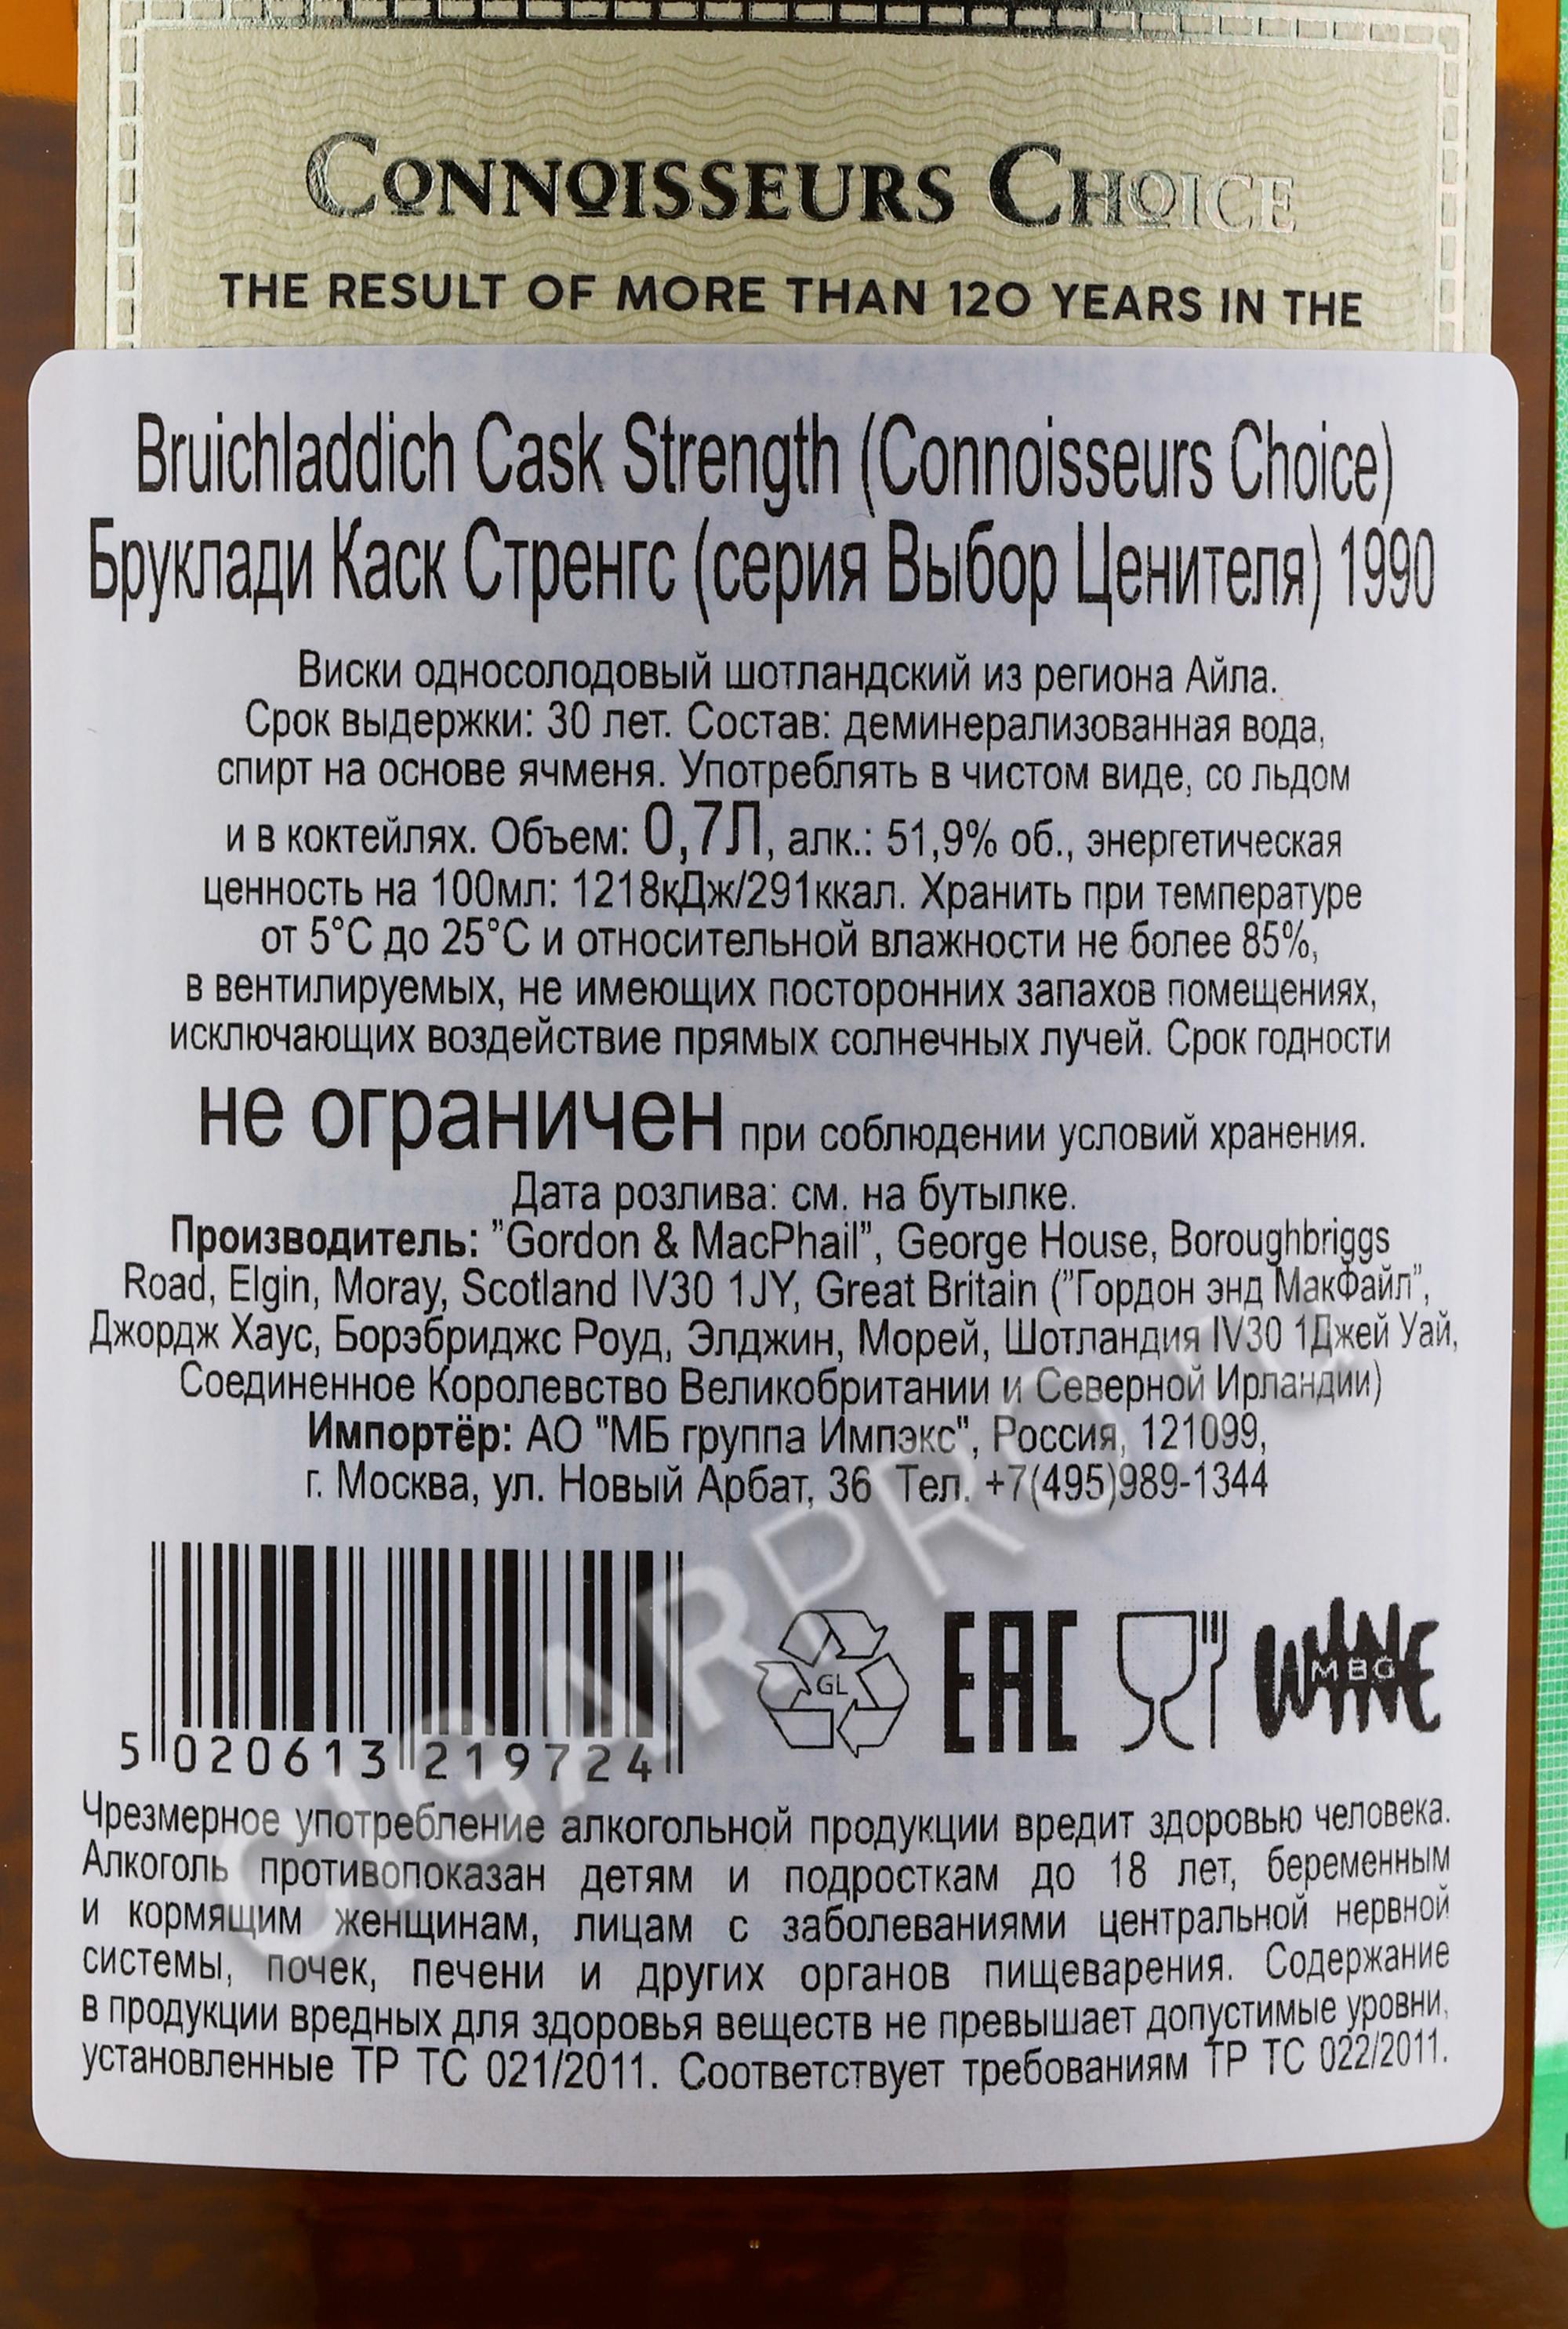 CONNOISSEURS CHOICE
THE RESULT OF MORE THAN 120 YEARS IN THE
Bruichladdich Cask Strength (Connoisseurs Choice)
Бруклади Каск Стренгс (серия Выбор Ценителя) 1990
Виски односолодовый шотландский из региона Айла.
Срок выдержки: 30 лет. Состав: деминерализованная вода,
спирт на основе ячменя. Употреблять в чистом виде, со льдом
и в коктейлях. Объем: 0,7Л, алк.: 51,9% об., энергетическая
ценность на 100мл: 1218кДж/291ккал. Хранить при температуре
от 5°С до 25°С и относительной влажности не более 85%,
в вентилируемых, не имеющих посторонних запахов помещениях,
исключающих воздействие прямых солнечных лучей. Срок годности
не ограничен при соблюдении условий хранения.
Дата розлива: см. на бутылке.
Производитель: ”Gordon & MacPhail”, George House, Boroughbriggs
Road, Elgin, Moray, Scotland IV30 1JY, Great Britain (”Гордон энд МакФайл”,
Джордж Хаус, Борэбриджс Роуд, Элджин, Морей, Шотландия IV30 1Джей Уай,
Соединенное Королевство Великобритании и Северной Ирландии)
Импортёр: АО "МБ группа Импэкс", Россия, 121099,
г. Москва, ул. Новый Арбат, 36 Тел. +7(495)989-1344
5 020613 219724
GL
EAC
WINE
MBG
CIGARPRO.RU
Чрезмерное употребление алкогольной продукции вредит здоровью человека.
Алкоголь противопоказан детям и подросткам до 18 лет, беременным
и кормящим женщинам, лицам с заболеваниями центральной нервной
системы, почек, печени и других органов пищеварения. Содержание
в продукции вредных для здоровья веществ не превышает допустимые уровни,
установленные ТР ТС 021/2011. Соответствует требованиям ТР ТС 022/2011.